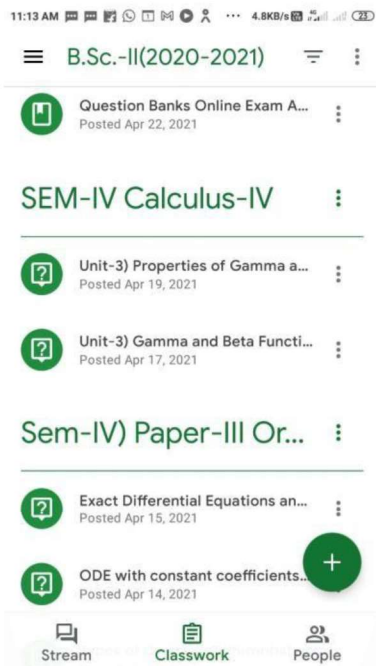 11:13 AM ··· 4.8KB/s 4G 23
B.Sc.-II(2020-2021)
Question Banks Online Exam A...
Posted Apr 22, 2021
SEM-IV Calculus-IV
Unit-3) Properties of Gamma a...
Posted Apr 19, 2021
Unit-3) Gamma and Beta Functi...
Posted Apr 17, 2021
Sem-IV) Paper-III Or...
Exact Differential Equations an...
Posted Apr 15, 2021
ODE with constant coefficients...
Posted Apr 14, 2021
Stream Classwork People